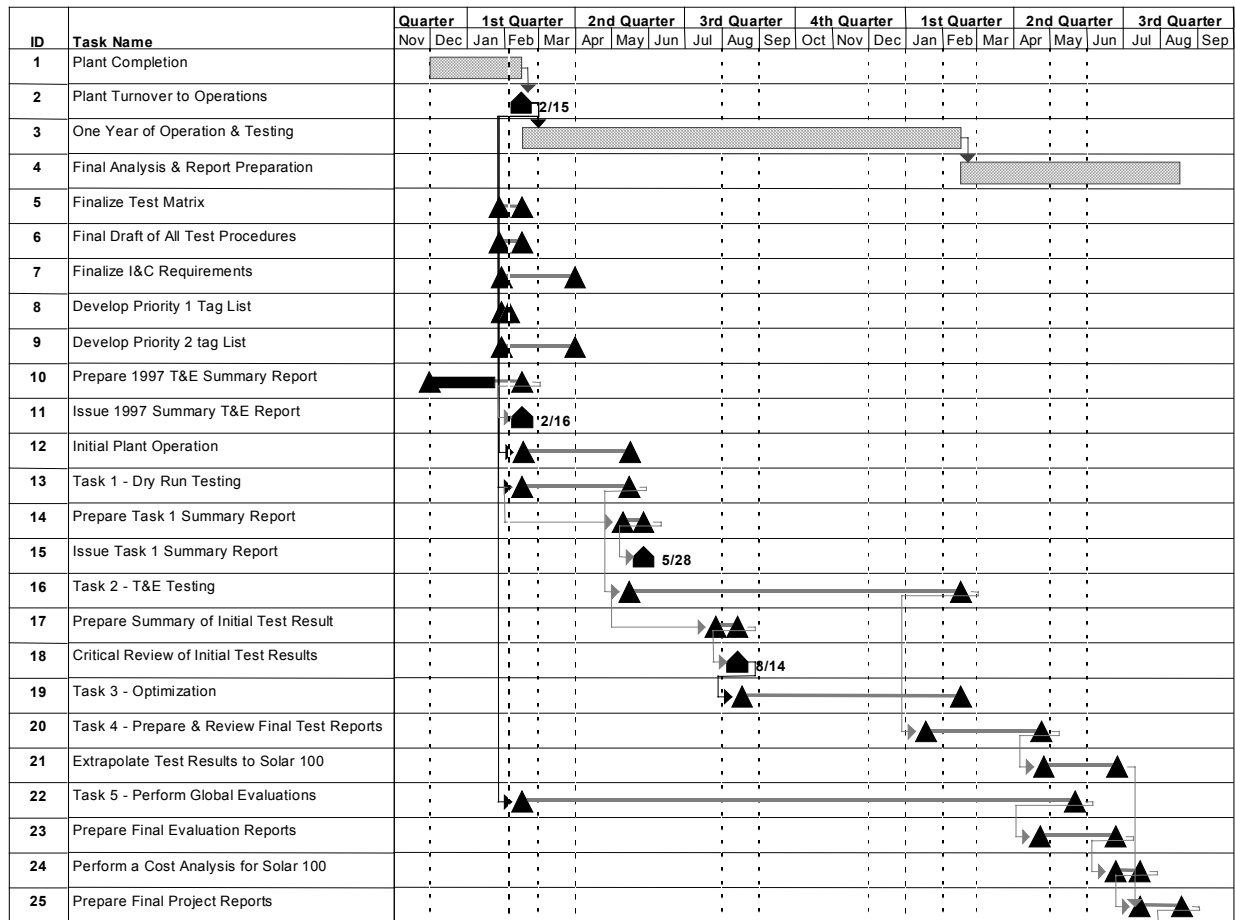 Quarter 1st Quarter 2nd Quarter 3rd Quarter 4th Quarter 1st Quarter 2nd Quarter 3rd Quarter
ID Task Name Nov Dec Jan Feb Mar Apr May Jun Jul Aug Sep Oct Nov Dec Jan Feb Mar Apr May Jun Jul Aug Sep
1 Plant Completion
2 Plant Turnover to Operations 2/15
3 One Year of Operation & Testing
4 Final Analysis & Report Preparation
5 Finalize Test Matrix
6 Final Draft of All Test Procedures
7 Finalize I&C Requirements
8 Develop Priority 1 Tag List
9 Develop Priority 2 tag List
10 Prepare 1997 T&E Summary Report
11 Issue 1997 Summary T&E Report 2/16
12 Initial Plant Operation
13 Task 1 - Dry Run Testing
14 Prepare Task 1 Summary Report
15 Issue Task 1 Summary Report 5/28
16 Task 2 - T&E Testing
17 Prepare Summary of Initial Test Result
18 Critical Review of Initial Test Results 8/14
19 Task 3 - Optimization
20 Task 4 - Prepare & Review Final Test Reports
21 Extrapolate Test Results to Solar 100
22 Task 5 - Perform Global Evaluations
23 Prepare Final Evaluation Reports
24 Perform a Cost Analysis for Solar 100
25 Prepare Final Project Reports